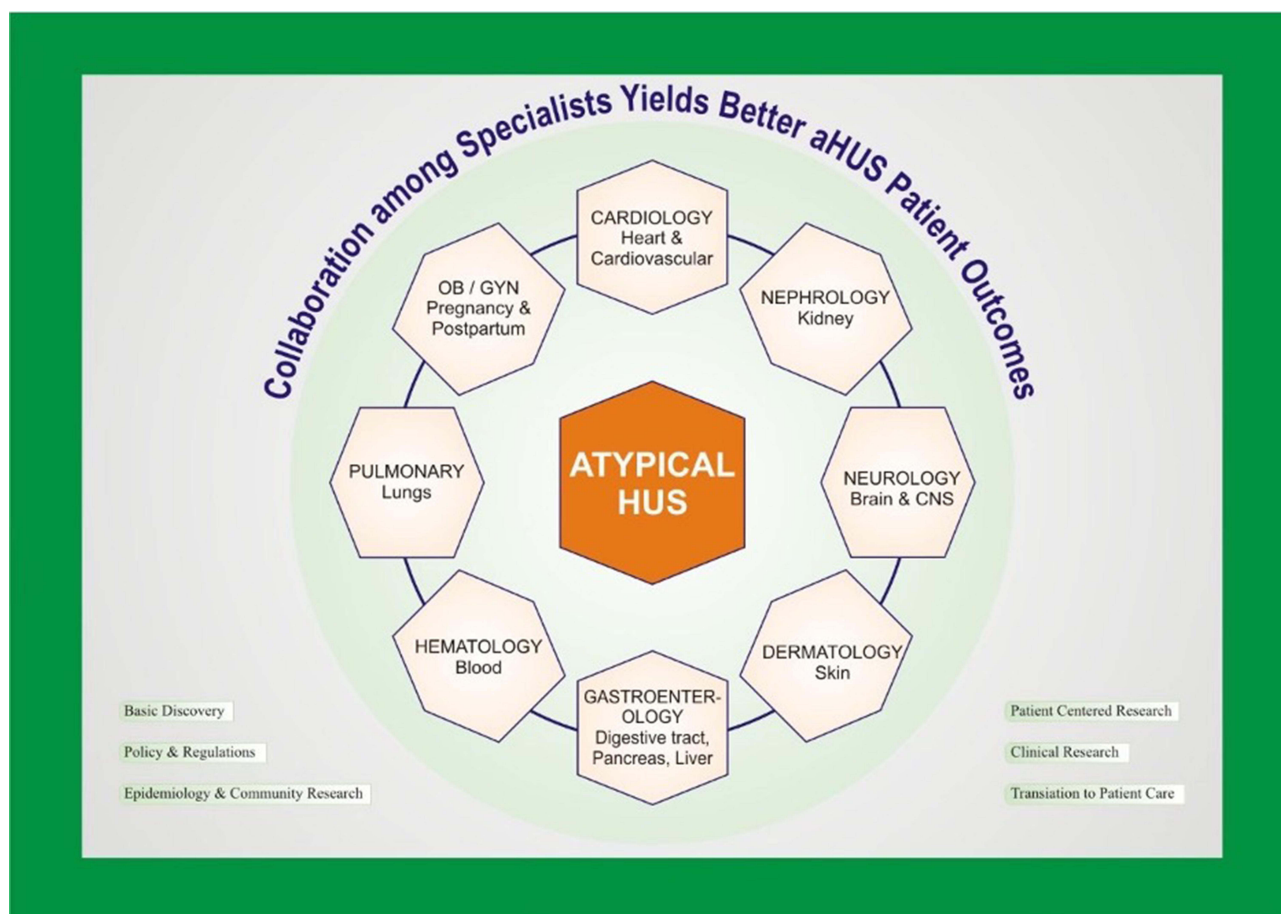 Collaboration among Specialists Yields Better aHUS Patient Outcomes
CARDIOLOGY
Heart &
Cardiovascular
NEPHROLOGY
Kidney
NEUROLOGY
Brain & CNS
DERMATOLOGY
Skin
GASTROENTER-
OLOGY
Digestive tract,
Pancreas, Liver
HEMATOLOGY
Blood
PULMONARY
Lungs
OB / GYN
Pregnancy &
Postpartum
ATYPICAL
HUS
Basic Discovery
Policy & Regulations
Epidemiology & Community Research
Patient Centered Research
Clinical Research
Transiation to Patient Care